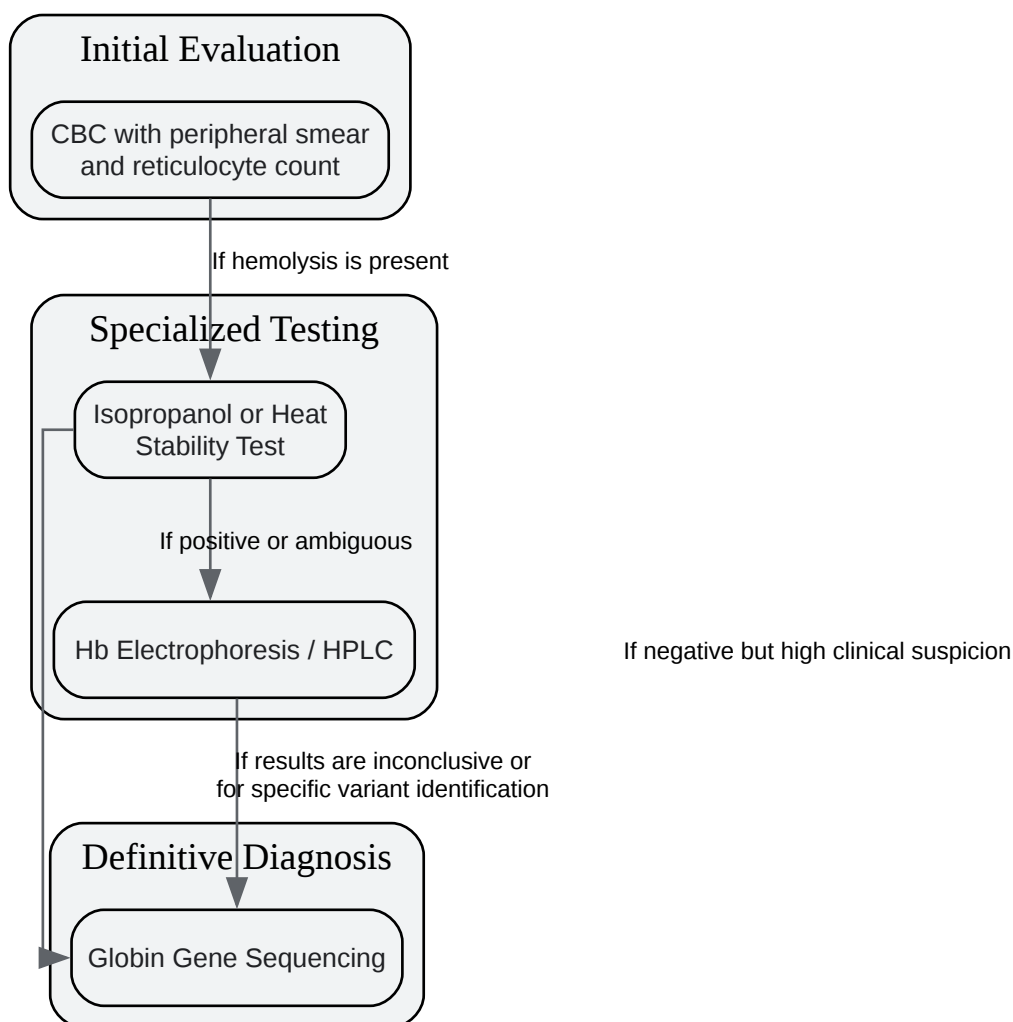 Initial Evaluation
CBC with peripheral smear
and reticulocyte count
If hemolysis is present
Specialized Testing
Isopropanol or Heat
Stability Test
If positive or ambiguous
Hb Electrophoresis / HPLC
If negative but high clinical suspicion
If results are inconclusive or
for specific variant identification
Definitive Diagnosis
Globin Gene Sequencing